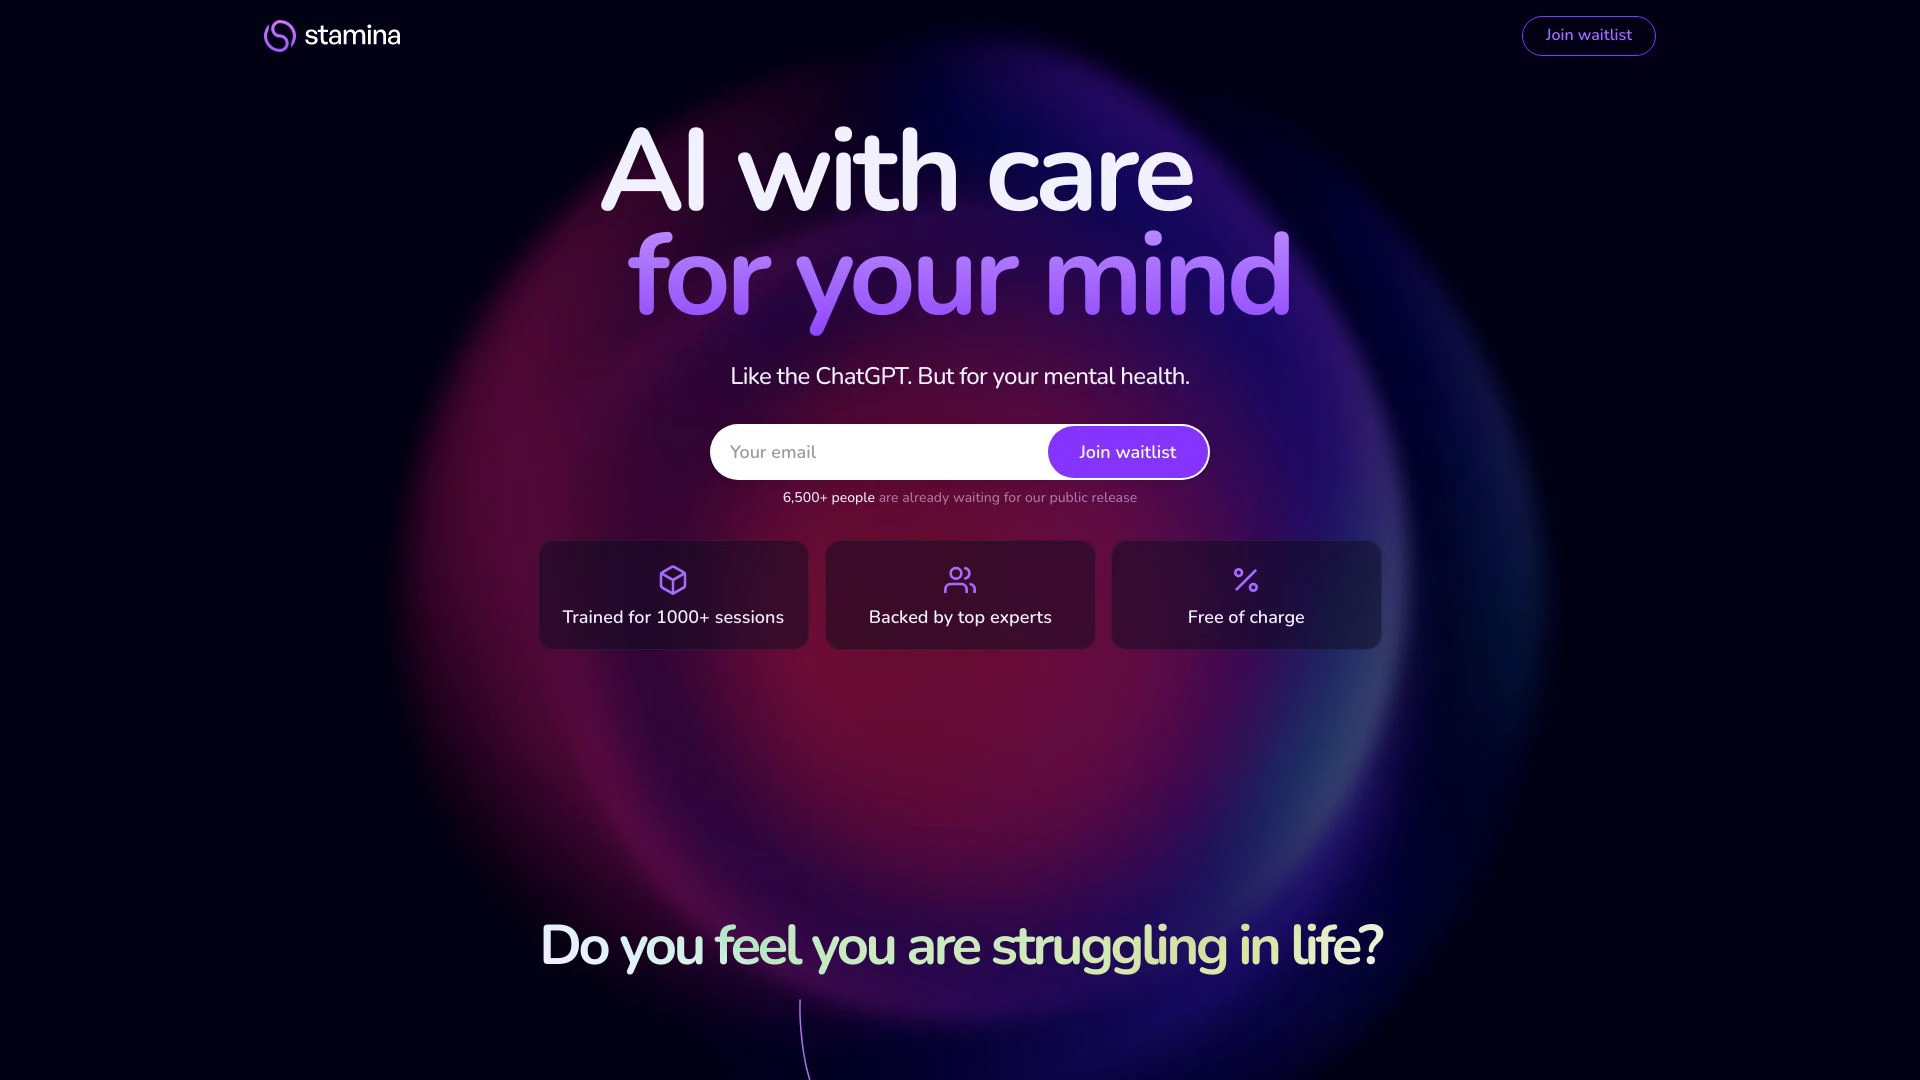 stamina
Join waitlist
AI with care
for your mind
Like the ChatGPT. But for your mental health.
Your email
Join waitlist
6,500+ people are already waiting for our public release
Trained for 1000+ sessions
Backed by top experts
Free of charge
Do you feel you are struggling in life?